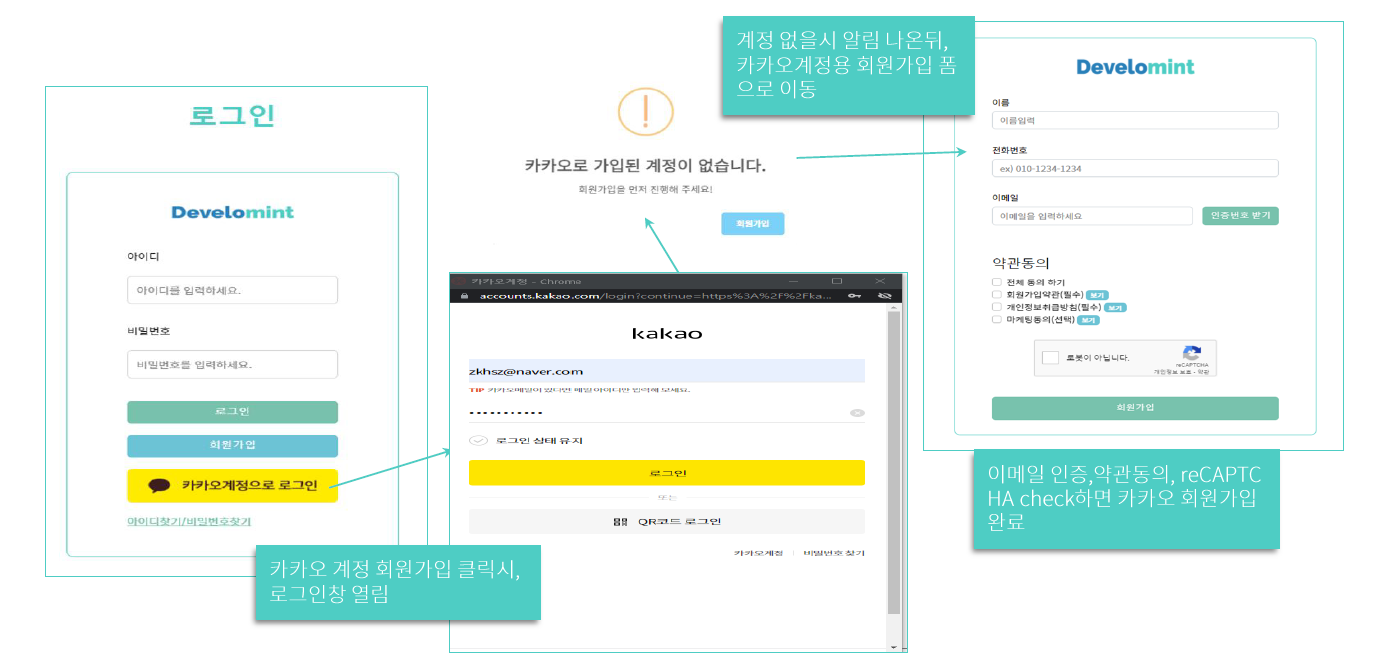 로그인
Develomint
아이디
아이디를 입력하세요.
비밀번호
비밀번호를 입력하세요.
로그인
회원가입
카카오계정으로 로그인
아이디찾기/비밀번호찾기
카카오 계정 회원가입 클릭시,
로그인창 열림
카카오로 가입된 계정이 없습니다.
회원가입을 먼저 진행해 주세요!
회원가입
카카오계정 - Chrome
accounts.kakao.com/login?continue=https%3A%2F%2Fka...
kakao
zkhsz@naver.com
TIP 카카오메일이 있다면 메일 아이디만 입력해 보세요.
로그인 상태 유지
로그인
또는
QR코드 로그인
카카오계정
비밀번호 찾기
계정 없을시 알림 나온뒤,
카카오계정용 회원가입 폼
으로 이동
Develomint
이름
이름입력
전화번호
ex) 010-1234-1234
이메일
이메일을 입력하세요
인증번호 받기
약관동의
전체 동의 하기
회원가입약관(필수) 보기
개인정보취급방침(필수) 보기
마케팅동의(선택) 보기
로봇이 아닙니다.
reCAPTCHA
개인정보 보호 - 약관
회원가입
이메일 인증,약관동의, reCAPTC
HA check하면 카카오 회원가입
완료